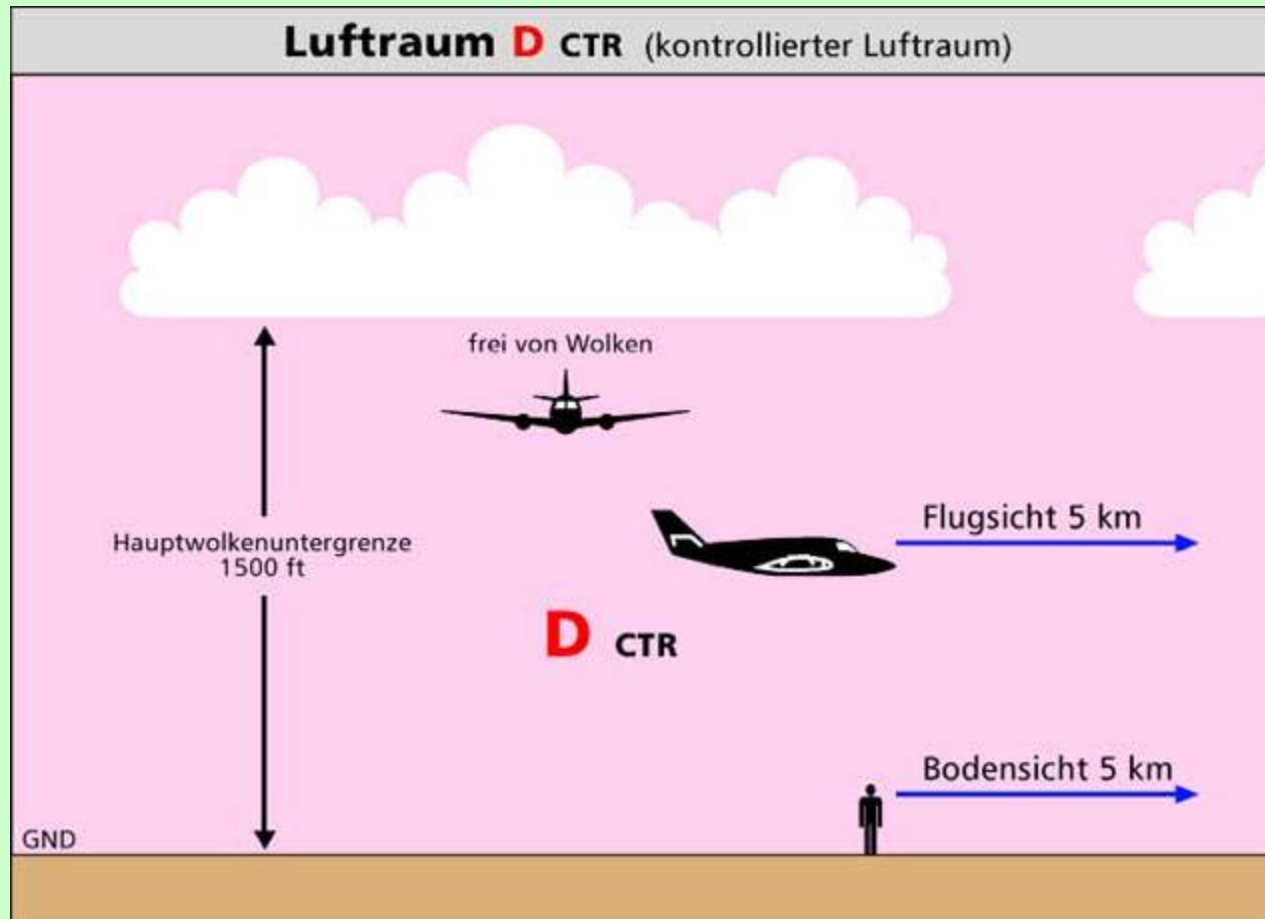 Luftraum D CTR (kontrollierter Luftraum)
frei von Wolken
Flugsicht 5 km
Hauptwolkenuntergrenze
1500 ft
D CTR
Bodensicht 5 km
GND